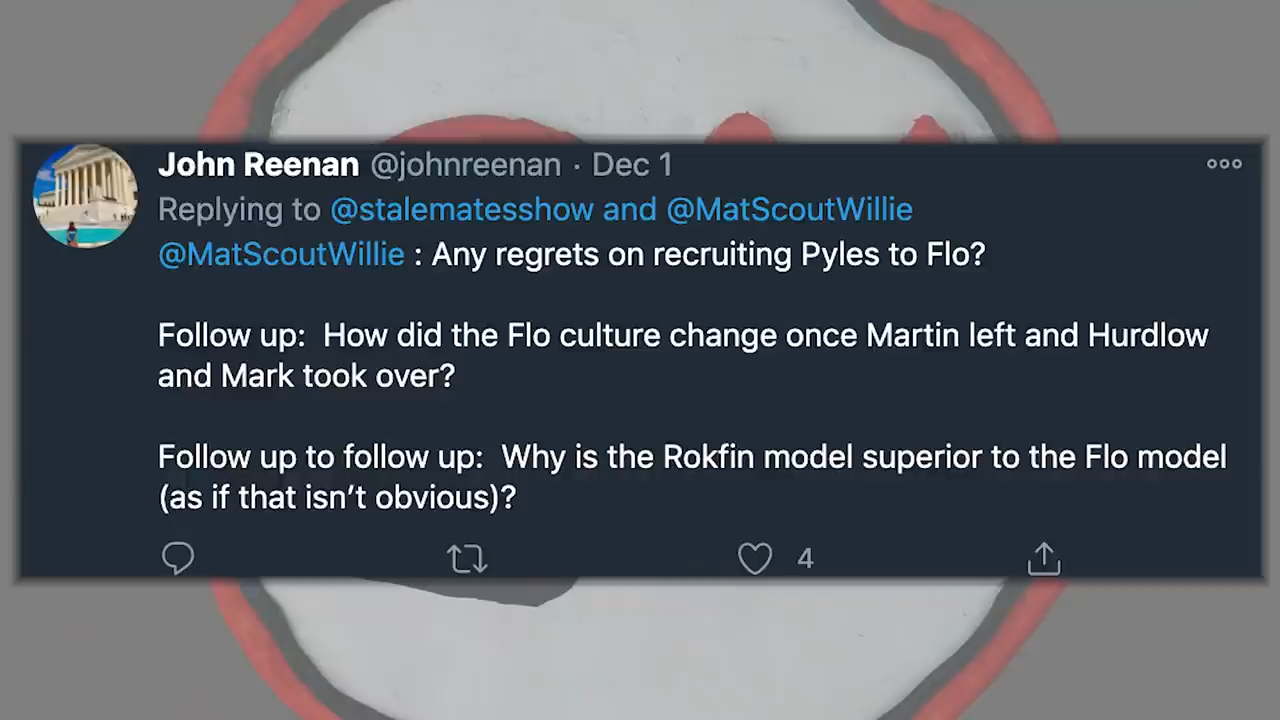 John Reenan @johnreenan · Dec 1
Replying to @stalematesshow and @MatScoutWillie
@MatScoutWillie : Any regrets on recruiting Pyles to Flo?
Follow up:  How did the Flo culture change once Martin left and Hurdlow
and Mark took over?
Follow up to follow up:  Why is the Rokfin model superior to the Flo model
(as if that isn’t obvious)?
4